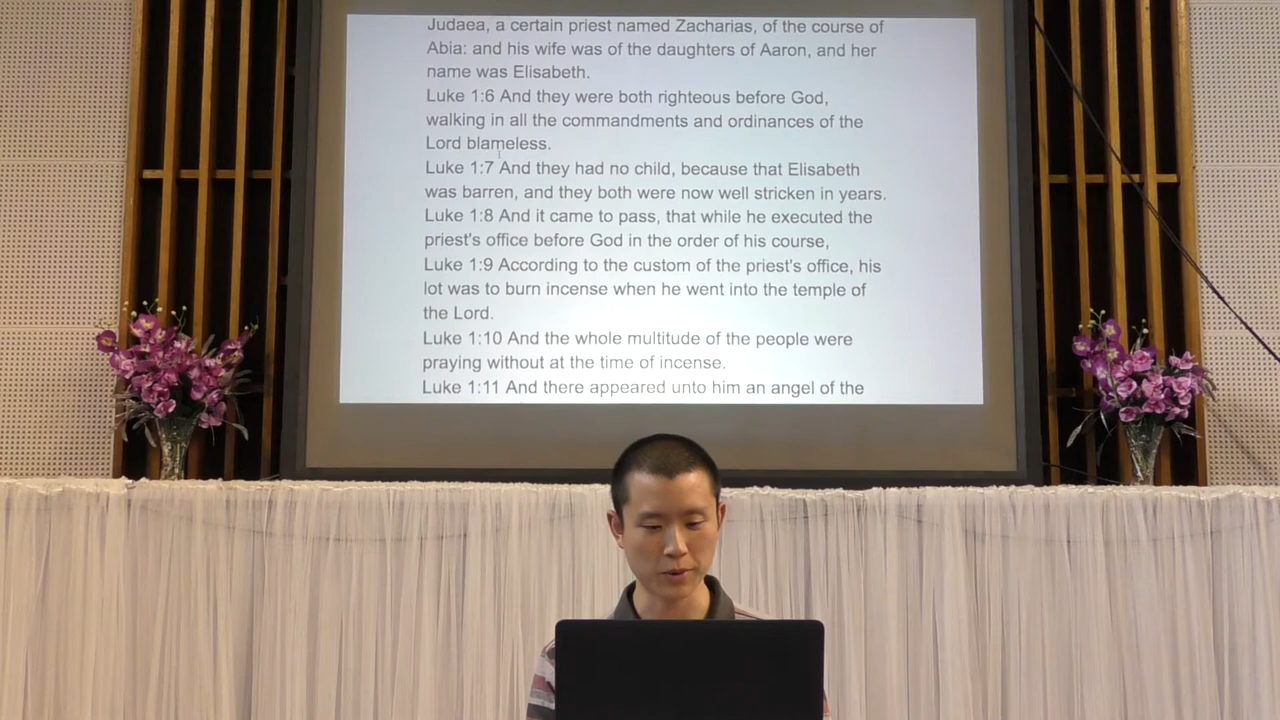 Judaea, a certain priest named Zacharias, of the course of
Abia: and his wife was of the daughters of Aaron, and her
name was Elisabeth.
Luke 1:6 And they were both righteous before God,
walking in all the commandments and ordinances of the
Lord blameless.
Luke 1:7 And they had no child, because that Elisabeth
was barren, and they both were now well stricken in years.
Luke 1:8 And it came to pass, that while he executed the
priest's office before God in the order of his course,
Luke 1:9 According to the custom of the priest's office, his
lot was to burn incense when he went into the temple of
the Lord.
Luke 1:10 And the whole multitude of the people were
praying without at the time of incense.
Luke 1:11 And there appeared unto him an angel of the